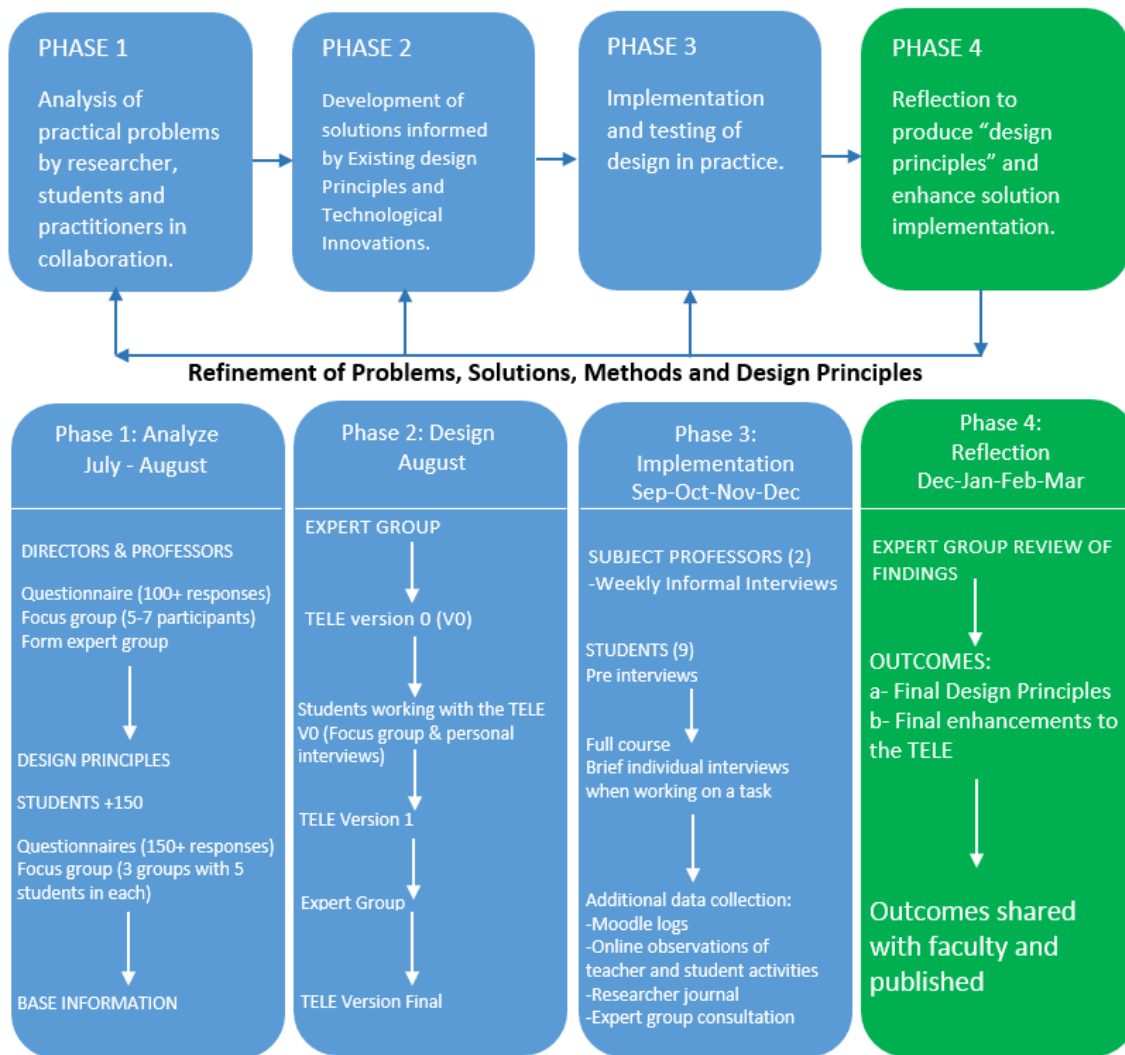 PHASE 1
Analysis of
practical problems
by researcher,
students and
practitioners in
collaboration.
PHASE 2
Development of
solutions informed
by Existing design
Principles and
Technological
Innovations.
PHASE 3
Implementation
and testing of
design in practice.
PHASE 4
Reflection to
produce “design
principles” and
enhance solution
implementation.
Refinement of Problems, Solutions, Methods and Design Principles
Phase 1: Analyze
July - August
DIRECTORS & PROFESSORS
Questionnaire (100+ responses)
Focus group (5-7 participants)
Form expert group
DESIGN PRINCIPLES
STUDENTS +150
Questionnaires (150+ responses)
Focus group (3 groups with 5
students in each)
BASE INFORMATION
Phase 2: Design
August
EXPERT GROUP
TELE version 0 (V0)
Students working with the TELE
V0 (Focus group & personal
interviews)
TELE Version 1
Expert Group
TELE Version Final
Phase 3:
Implementation
Sep-Oct-Nov-Dec
SUBJECT PROFESSORS (2)
-Weekly Informal Interviews
STUDENTS (9)
Pre interviews
Full course
Brief individual interviews
when working on a task
Additional data collection:
-Moodle logs
-Online observations of
teacher and student activities
-Researcher journal
-Expert group consultation
Phase 4:
Reflection
Dec-Jan-Feb-Mar
EXPERT GROUP REVIEW OF
FINDINGS
OUTCOMES:
a- Final Design Principles
b- Final enhancements to
the TELE
Outcomes shared
with faculty and
published